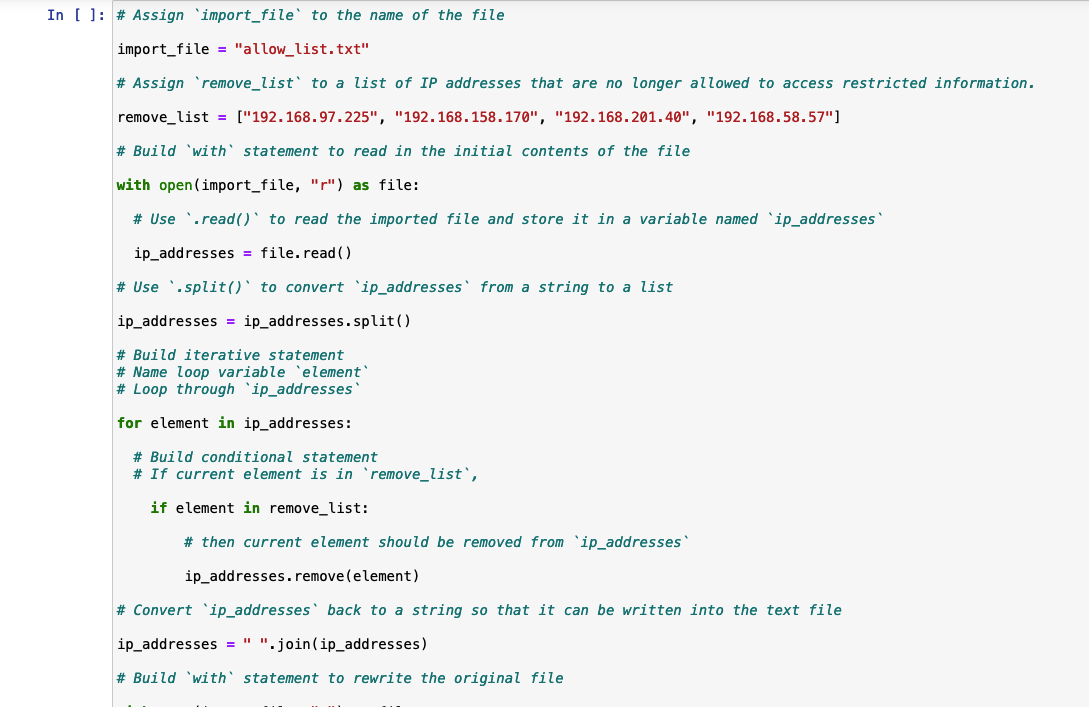 In [ ]: # Assign `import_file` to the name of the file
import_file = "allow_list.txt"
# Assign `remove_list` to a list of IP addresses that are no longer allowed to access restricted information.
remove_list = ["192.168.97.225", "192.168.158.170", "192.168.201.40", "192.168.58.57"]
# Build `with` statement to read in the initial contents of the file
with open(import_file, "r") as file:
# Use `.read()` to read the imported file and store it in a variable named `ip_addresses`
ip_addresses = file.read()
# Use `.split()` to convert `ip_addresses` from a string to a list
ip_addresses = ip_addresses.split()
# Build iterative statement
# Name loop variable `element`
# Loop through `ip_addresses`
for element in ip_addresses:
# Build conditional statement
# If current element is in `remove_list`,
if element in remove_list:
# then current element should be removed from `ip_addresses`
ip_addresses.remove(element)
# Convert `ip_addresses` back to a string so that it can be written into the text file
ip_addresses = " ".join(ip_addresses)
# Build `with` statement to rewrite the original file